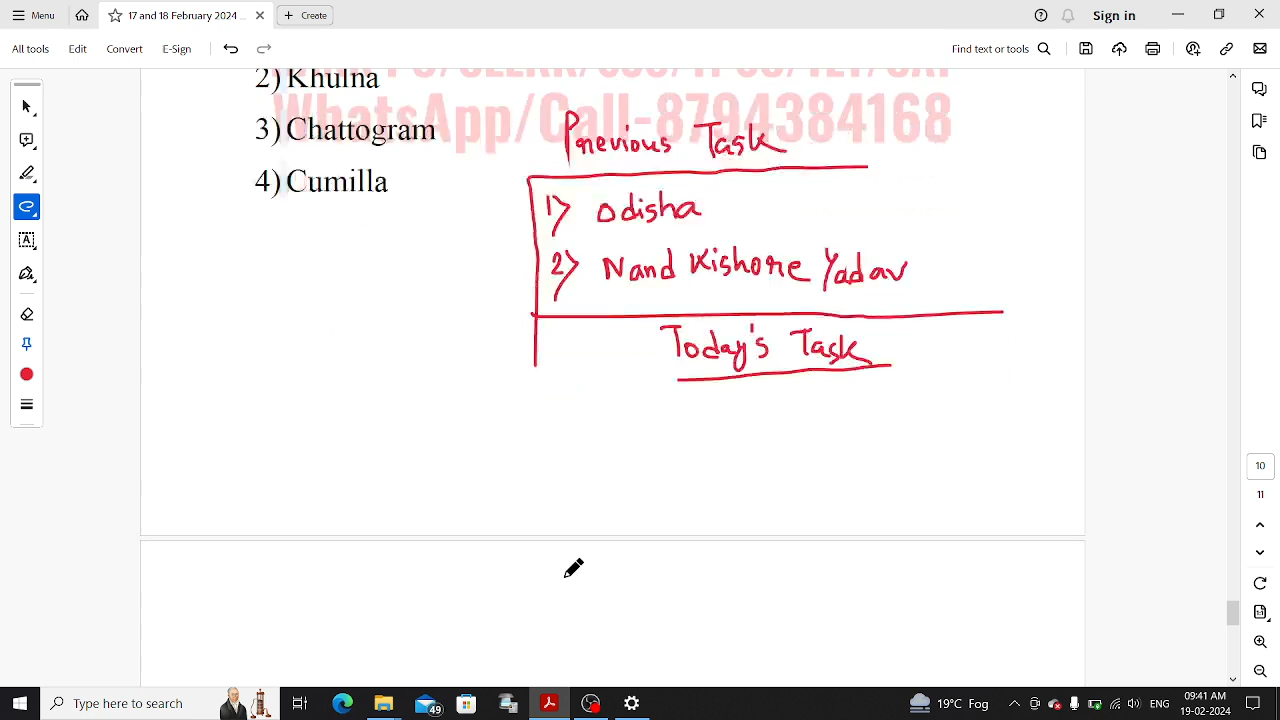 Menu
17 and 18 February 2024 ...
Create
Sign in
All tools Edit Convert E-Sign
Find text or tools
2) Khulna
WhatsApp/Call-8794384168
3) Chattogram
Previous Task
4) Cumilla
1) Odisha
2) Nand Kishore Yadav
Today's Task
10
11
Type here to search
49
19°C Fog
ENG
09:41 AM
19-02-2024